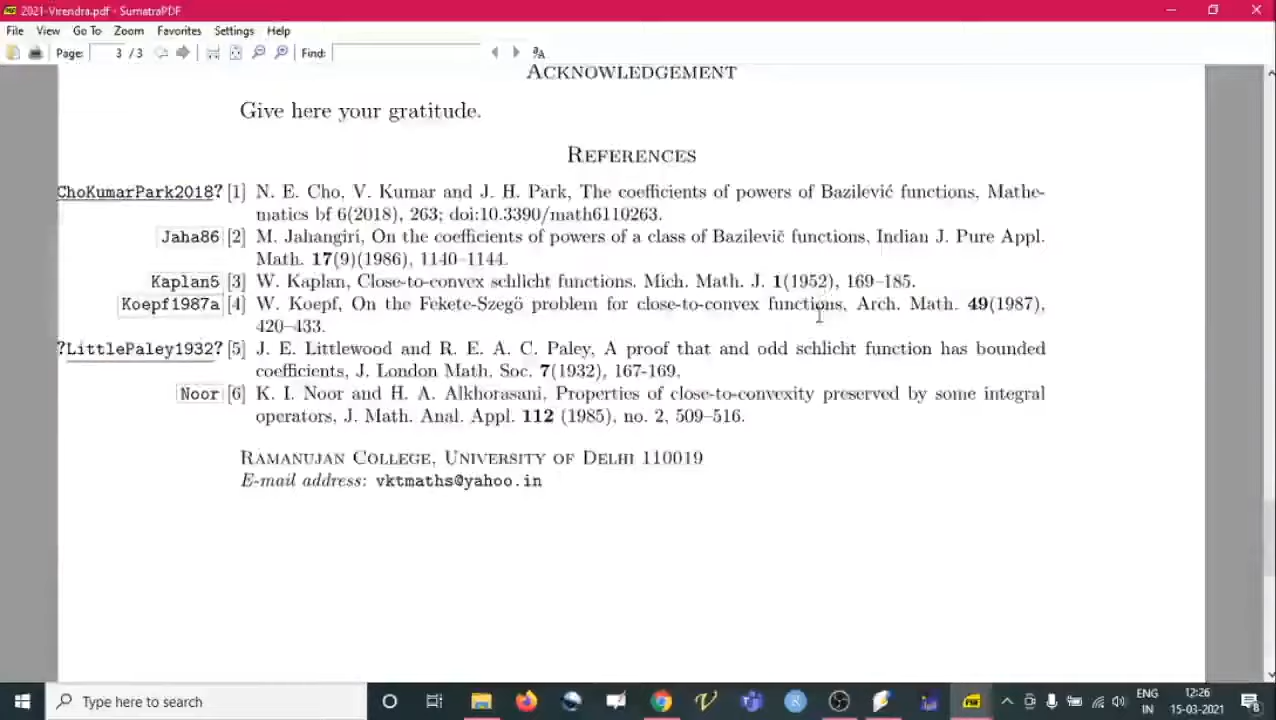 2021-Virendra.pdf - SumatraPDF
File View Go To Zoom Favorites Settings Help
Page: 3 / 3 Find:
ACKNOWLEDGEMENT
Give here your gratitude.
REFERENCES
ChoKumarPark2018? [1] N. E. Cho, V. Kumar and J. H. Park, The coefficients of powers of Bazilević functions, Mathe-
matics bf 6(2018), 263; doi:10.3390/math6110263.
Jaha86 [2] M. Jahangiri, On the coefficients of powers of a class of Bazilevič functions, Indian J. Pure Appl.
Math. 17(9)(1986), 1140–1144.
Kaplan5 [3] W. Kaplan, Close-to-convex schlicht functions. Mich. Math. J. 1(1952), 169–185.
Koepf1987a [4] W. Koepf, On the Fekete-Szegö problem for close-to-convex functions, Arch. Math. 49(1987),
420–433.
?LittlePaley1932? [5] J. E. Littlewood and R. E. A. C. Paley, A proof that and odd schlicht function has bounded
coefficients, J. London Math. Soc. 7(1932), 167-169.
Noor [6] K. I. Noor and H. A. Alkhorasani, Properties of close-to-convexity preserved by some integral
operators, J. Math. Anal. Appl. 112 (1985), no. 2, 509–516.
RAMANUJAN COLLEGE, UNIVERSITY OF DELHI 110019
E-mail address: vktmaths@yahoo.in
Type here to search
ENG 12:26
IN 15-03-2021